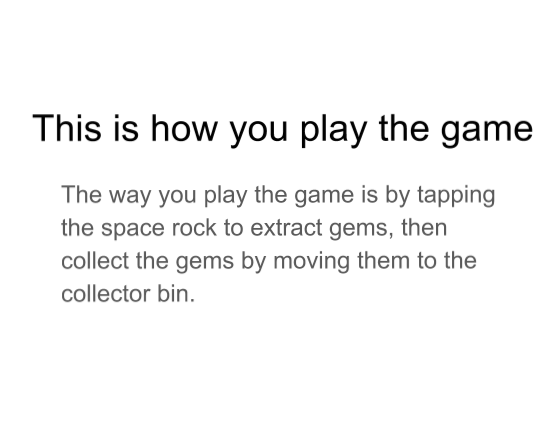 This is how you play the game
The way you play the game is by tapping
the space rock to extract gems, then
collect the gems by moving them to the
collector bin.